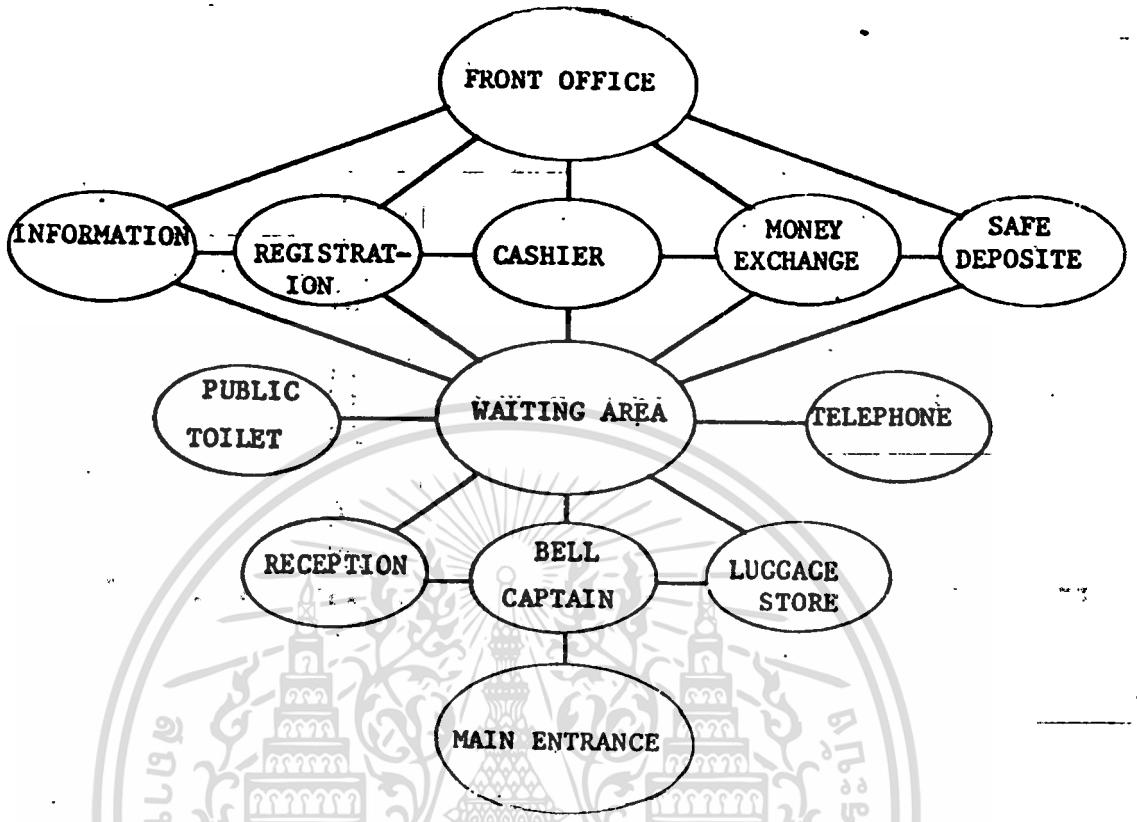 FRONT OFFICE
INFORMATION
REGISTRAT-
ION.
CASHIER
MONEY
EXCHANGE
SAFE
DEPOSITE
PUBLIC
TOILET
WAITING AREA
TELEPHONE
RECEPTION
BELL
CAPTAIN
LUGGAGE
STORE
MAIN ENTRANCE